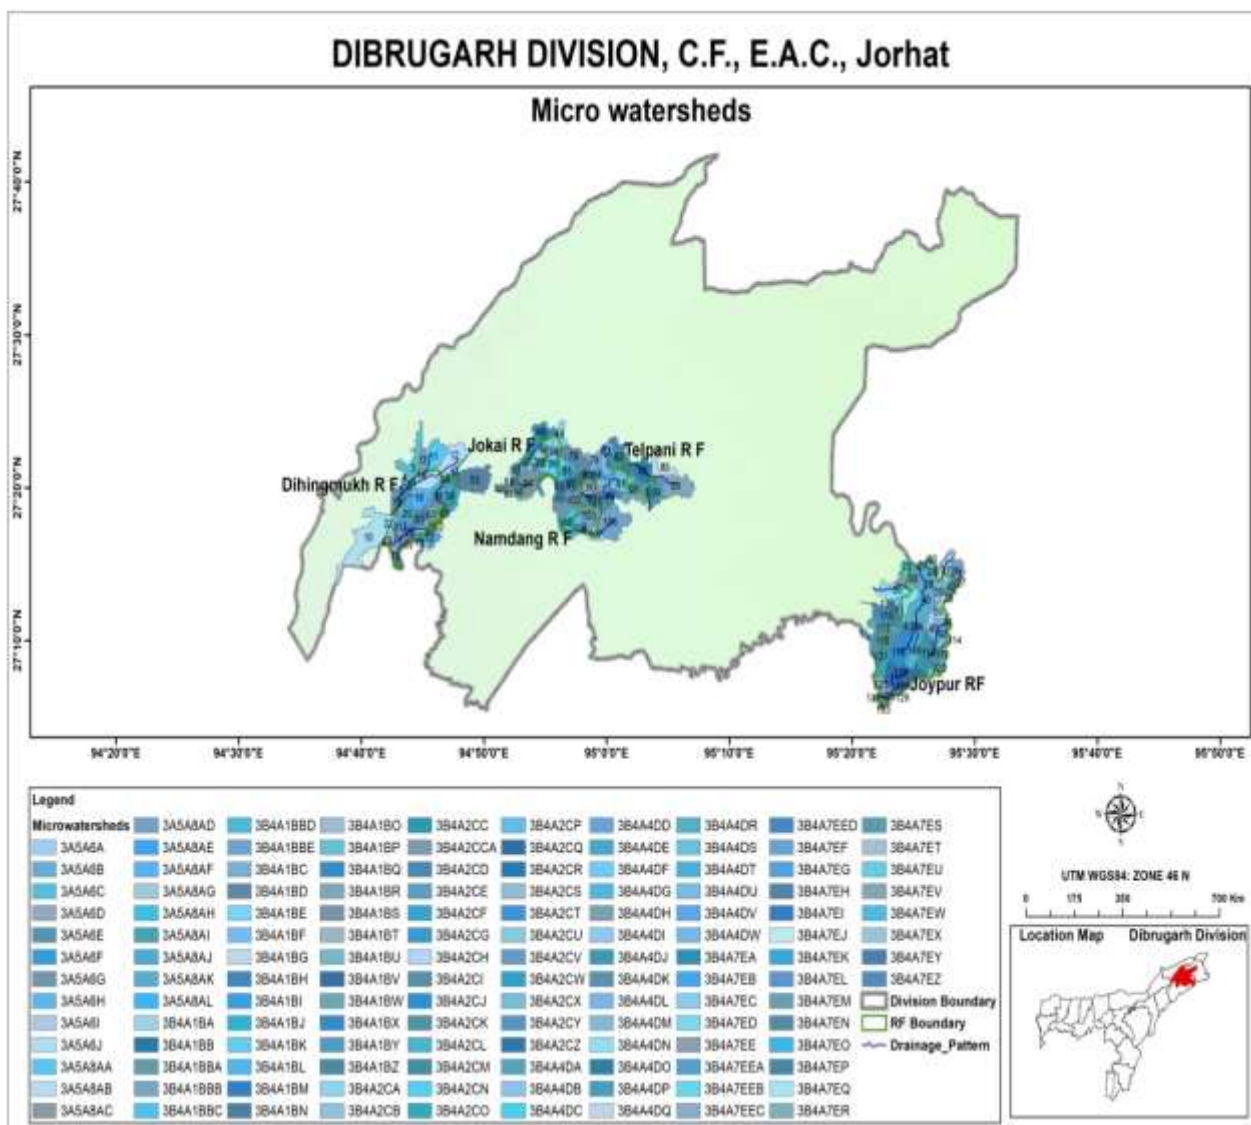 DIBRUGARH DIVISION, C.F., E.A.C., Jorhat
Micro watersheds
27°40'0"N
27°30'0"N
27°20'0"N
27°10'0"N
Jokai R F
Telpani R F
Dihingmukh R F
Namdang R F
Joypur RF
94°20'0"E 94°30'0"E 94°40'0"E 94°50'0"E 95°0'0"E 95°10'0"E 95°20'0"E 95°30'0"E 95°40'0"E 95°50'0"E
Legend
Microwatersheds 3A5A8AD 3B4A1BBD 3B4A1BO 3B4A2CC 3B4A2CP 3B4A4DD 3B4A4DR 3B4A7EED 3B4A7ES
3A5A6A 3A5A8AE 3B4A1BBE 3B4A1BP 3B4A2CCA 3B4A2CQ 3B4A4DE 3B4A4DS 3B4A7EF 3B4A7ET
3A5A6B 3A5A8AF 3B4A1BC 3B4A1BQ 3B4A2CD 3B4A2CR 3B4A4DF 3B4A4DT 3B4A7EG 3B4A7EU
3A5A6C 3A5A8AG 3B4A1BD 3B4A1BR 3B4A2CE 3B4A2CS 3B4A4DG 3B4A4DU 3B4A7EH 3B4A7EV
3A5A6D 3A5A8AH 3B4A1BE 3B4A1BS 3B4A2CF 3B4A2CT 3B4A4DH 3B4A4DV 3B4A7EI 3B4A7EW
3A5A6E 3A5A8AI 3B4A1BF 3B4A1BT 3B4A2CG 3B4A2CU 3B4A4DI 3B4A4DW 3B4A7EJ 3B4A7EX
3A5A6F 3A5A8AJ 3B4A1BG 3B4A1BU 3B4A2CH 3B4A2CV 3B4A4DJ 3B4A7EA 3B4A7EK 3B4A7EY
3A5A6G 3A5A8AK 3B4A1BH 3B4A1BV 3B4A2CI 3B4A2CW 3B4A4DK 3B4A7EB 3B4A7EL 3B4A7EZ
3A5A6H 3A5A8AL 3B4A1BI 3B4A1BW 3B4A2CJ 3B4A2CX 3B4A4DL 3B4A7EC 3B4A7EM Division Boundary
3A5A6I 3B4A1BA 3B4A1BJ 3B4A1BX 3B4A2CK 3B4A2CY 3B4A4DM 3B4A7ED 3B4A7EN RF Boundary
3A5A6J 3B4A1BB 3B4A1BK 3B4A1BY 3B4A2CL 3B4A2CZ 3B4A4DN 3B4A7EE 3B4A7EO Drainage_Pattern
3A5A8AA 3B4A1BBA 3B4A1BL 3B4A1BZ 3B4A2CM 3B4A4DA 3B4A4DO 3B4A7EEA 3B4A7EP
3A5A8AB 3B4A1BBB 3B4A1BM 3B4A2CA 3B4A2CN 3B4A4DB 3B4A4DP 3B4A7EEB 3B4A7EQ
3A5A8AC 3B4A1BBC 3B4A1BN 3B4A2CB 3B4A2CO 3B4A4DC 3B4A4DQ 3B4A7EEC 3B4A7ER
N
E
S
UTM WGS84: ZONE 46 N
0 175 350 700 Km
Location Map Dibrugarh Division